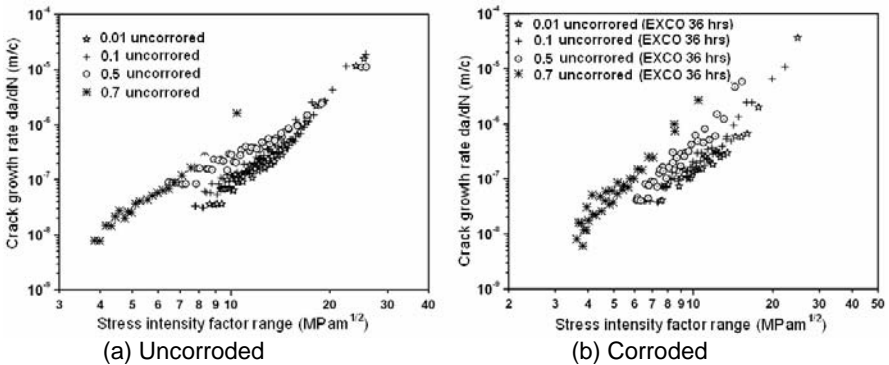 Crack growth rate da/dN (m/c)
10⁻⁴
10⁻⁵
10⁻⁶
10⁻⁷
10⁻⁸
10⁻⁹
0.01 uncorrored
0.1 uncorrored
0.5 uncorrored
0.7 uncorrored
3 4 5 6 7 8 9 10 20 30 40
Stress intensity factor range (MPam^1/2)
(a) Uncorroded
Crack growth rate da/dN (m/c)
10⁻⁴
10⁻⁵
10⁻⁶
10⁻⁷
10⁻⁸
10⁻⁹
0.01 uncorrored (EXCO 36 hrs)
0.1 uncorrored (EXCO 36 hrs)
0.5 uncorrored (EXCO 36 hrs)
0.7 uncorrored (EXCO 36 hrs)
2 3 4 5 6 7 8 9 10 20 30 50
Stress intensity factor range (MPam^1/2)
(b) Corroded